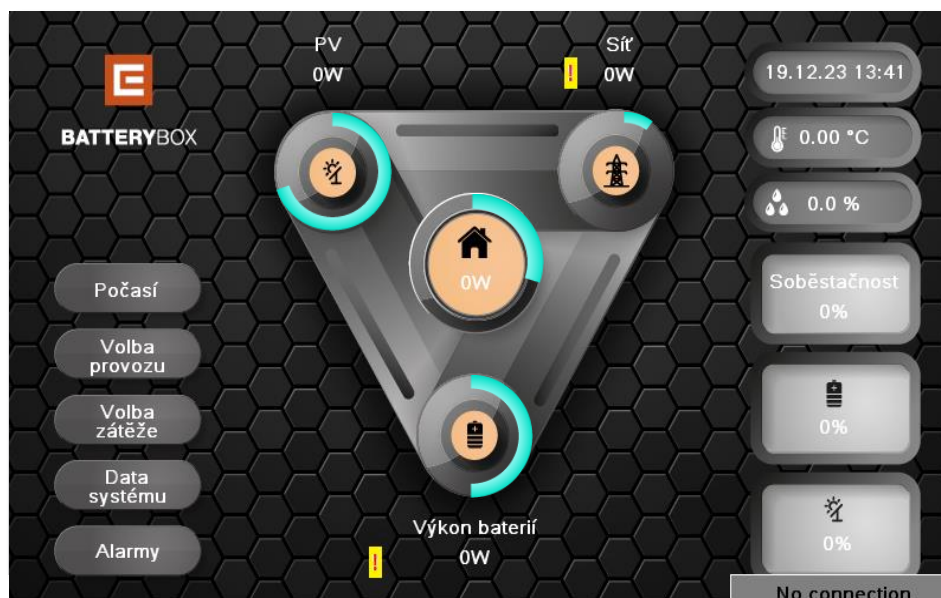 PV
0W
Síť
!
0W
19.12.23 13:41
BATTERYBOX
0.00 °C
0.0 %
0W
Počasí
Soběstačnost
0%
Volba
provozu
Volba
zátěže
0%
Data
systému
Výkon baterií
0W
!
Alarmy
0%
No connection